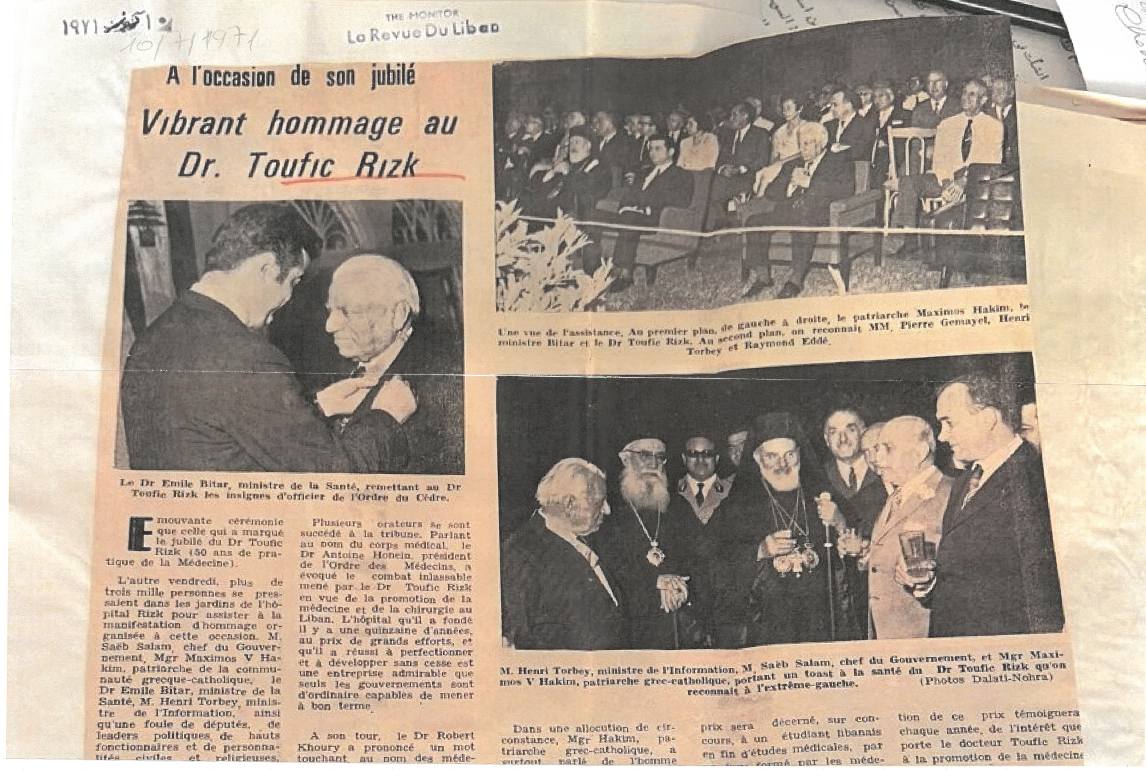 THE MONITOR
La Revue Du Liban
10/7/1971
A l'occasion de son jubilé
Vibrant hommage au
Dr. Toufic Rizk
Une vue de l'assistance. Au premier plan, de gauche à droite, le patriarche Maximos Hakim, le
ministre Bitar et le Dr Toufic Rizk. Au second plan, on reconnaît MM. Pierre Gemayel, Henri
Torbey et Raymond Eddé.
Le Dr Emile Bitar, ministre de la Santé, remettant au Dr
Toufic Rizk les insignes d'officier de l'Ordre du Cèdre.
M. Henri Torbey, ministre de l'Information, M. Saëb Salam, chef du Gouvernement, et Mgr Maxi-
mos V Hakim, patriarche grec-catholique, portant un toast à la santé du Dr Toufic Rizk qu'on
reconnaît à l'extrême-gauche.
(Photos Dalati-Nohra)
Emouvante cérémonie
que celle qui a marqué
le jubilé du Dr Toufic
Rizk (50 ans de pra-
tique de la Médecine).
L'autre vendredi, plus de
trois mille personnes se pres-
saient dans les jardins de l'hô-
pital Rizk pour assister à la
manifestation d'hommage or-
ganisée à cette occasion. M.
Saëb Salam, chef du Gouver-
nement, Mgr Maximos V Ha-
kim, patriarche de la commu-
nauté grecque-catholique, le
Dr Emile Bitar, ministre de la
Santé, M. Henri Torbey, minis-
tre de l'Information, ainsi
qu'une foule de députés, de
leaders politiques, de hauts
fonctionnaires et de personna-
lités civiles et religieuses,
Plusieurs orateurs se sont
succédé à la tribune. Parlant
au nom du corps médical, le
Dr Antoine Honein, président
de l'Ordre des Médecins, a
évoqué le combat inlassable
mené par le Dr Toufic Rizk
en vue de la promotion de la
médecine et de la chirurgie au
Liban. L'hôpital qu'il a fondé
il y a une quinzaine d'années,
au prix de grands efforts, et
qu'il a réussi à perfectionner
et à développer sans cesse est
une entreprise admirable que
seuls les gouvernements sont
d'ordinaire capables de mener
à bon terme.
A son tour, le Dr Robert
Khoury a prononcé un mot
touchant au nom des méde-
Dans une allocution de cir-
constance, Mgr Hakim, pa-
triarche grec-catholique, a
surtout parlé de l'homme
prix sera décerné, sur con-
cours, à un étudiant libanais
en fin d'études médicales, par
formé par les méde-
tion de ce prix témoignera
chaque année, de l'intérêt que
porte le docteur Toufic Rizk
à la promotion de la médecine